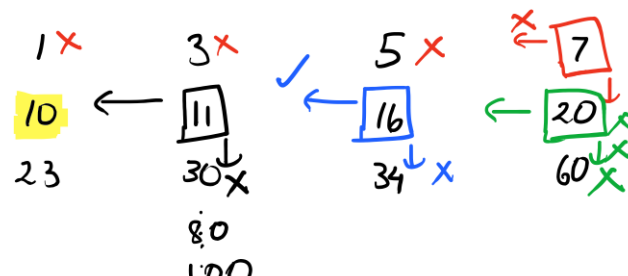 1 x 3 x 5 x x ← 7
10 ← 11 ✓ ← 16 ← 20 x
23 30 x 34 x 60 x x
80
100